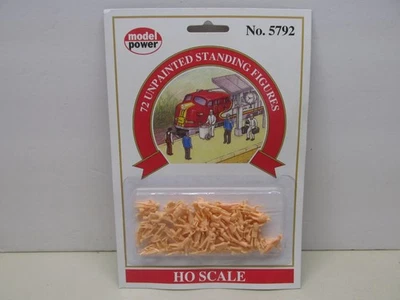 model
power
No. 5792
72 UNPAINTED STANDING FIGURES
HO SCALE